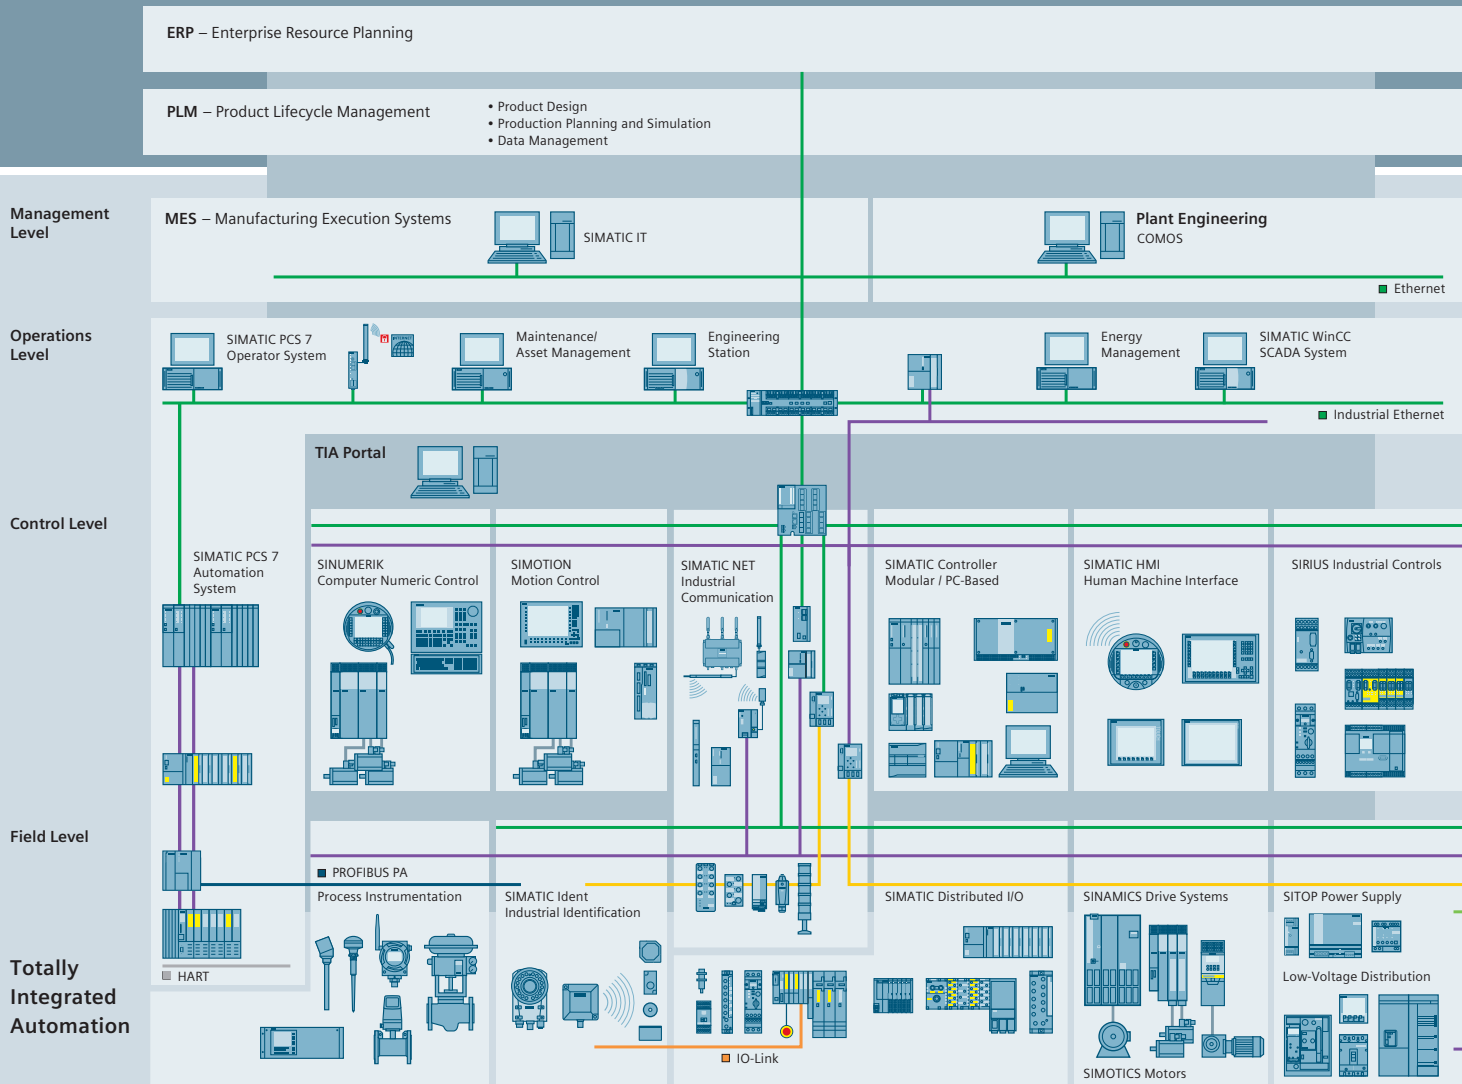 ERP – Enterprise Resource Planning
PLM – Product Lifecycle Management
• Product Design
• Production Planning and Simulation
• Data Management
Management
Level
MES – Manufacturing Execution Systems
SIMATIC IT
Plant Engineering
COMOS
Ethernet
Operations
Level
SIMATIC PCS 7
Operator System
INTERNET
Maintenance/
Asset Management
Engineering
Station
Energy
Management
SIMATIC WinCC
SCADA System
Industrial Ethernet
TIA Portal
Control Level
SIMATIC PCS 7
Automation
System
SINUMERIK
Computer Numeric Control
SIMOTION
Motion Control
SIMATIC NET
Industrial
Communication
SIMATIC Controller
Modular / PC-Based
SIMATIC HMI
Human Machine Interface
SIRIUS Industrial Controls
Field Level
PROFIBUS PA
Process Instrumentation
SIMATIC Ident
Industrial Identification
SIMATIC Distributed I/O
SINAMICS Drive Systems
SITOP Power Supply
Totally
Integrated
Automation
HART
Low-Voltage Distribution
IO-Link
SIMOTICS Motors